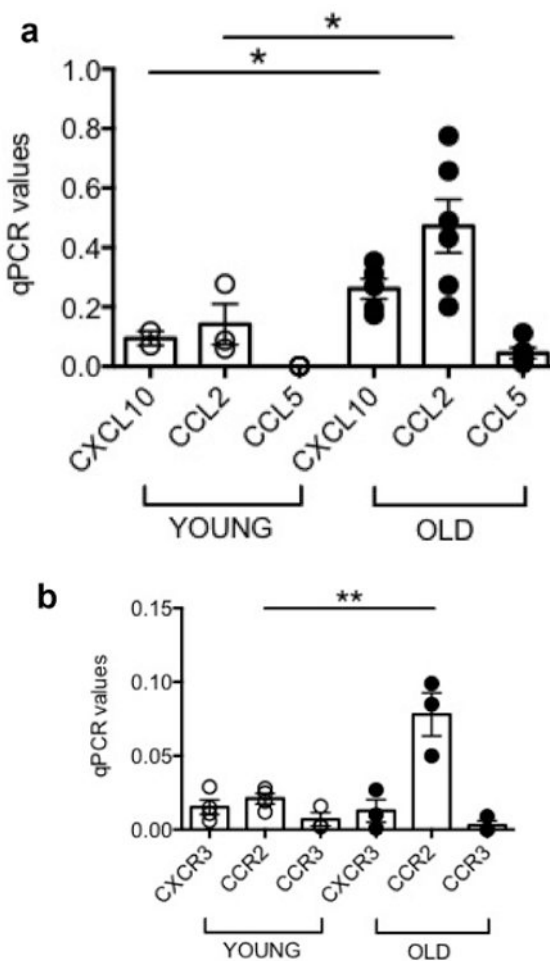 a
*
*
qPCR values
1.0
0.8
0.6
0.4
0.2
0.0
CXCL10 CCL2 CCL5 CXCL10 CCL2 CCL5
YOUNG OLD
b
**
qPCR values
0.15
0.10
0.05
0.00
CXCR3 CCR2 CCR3 CXCR3 CCR2 CCR3
YOUNG OLD